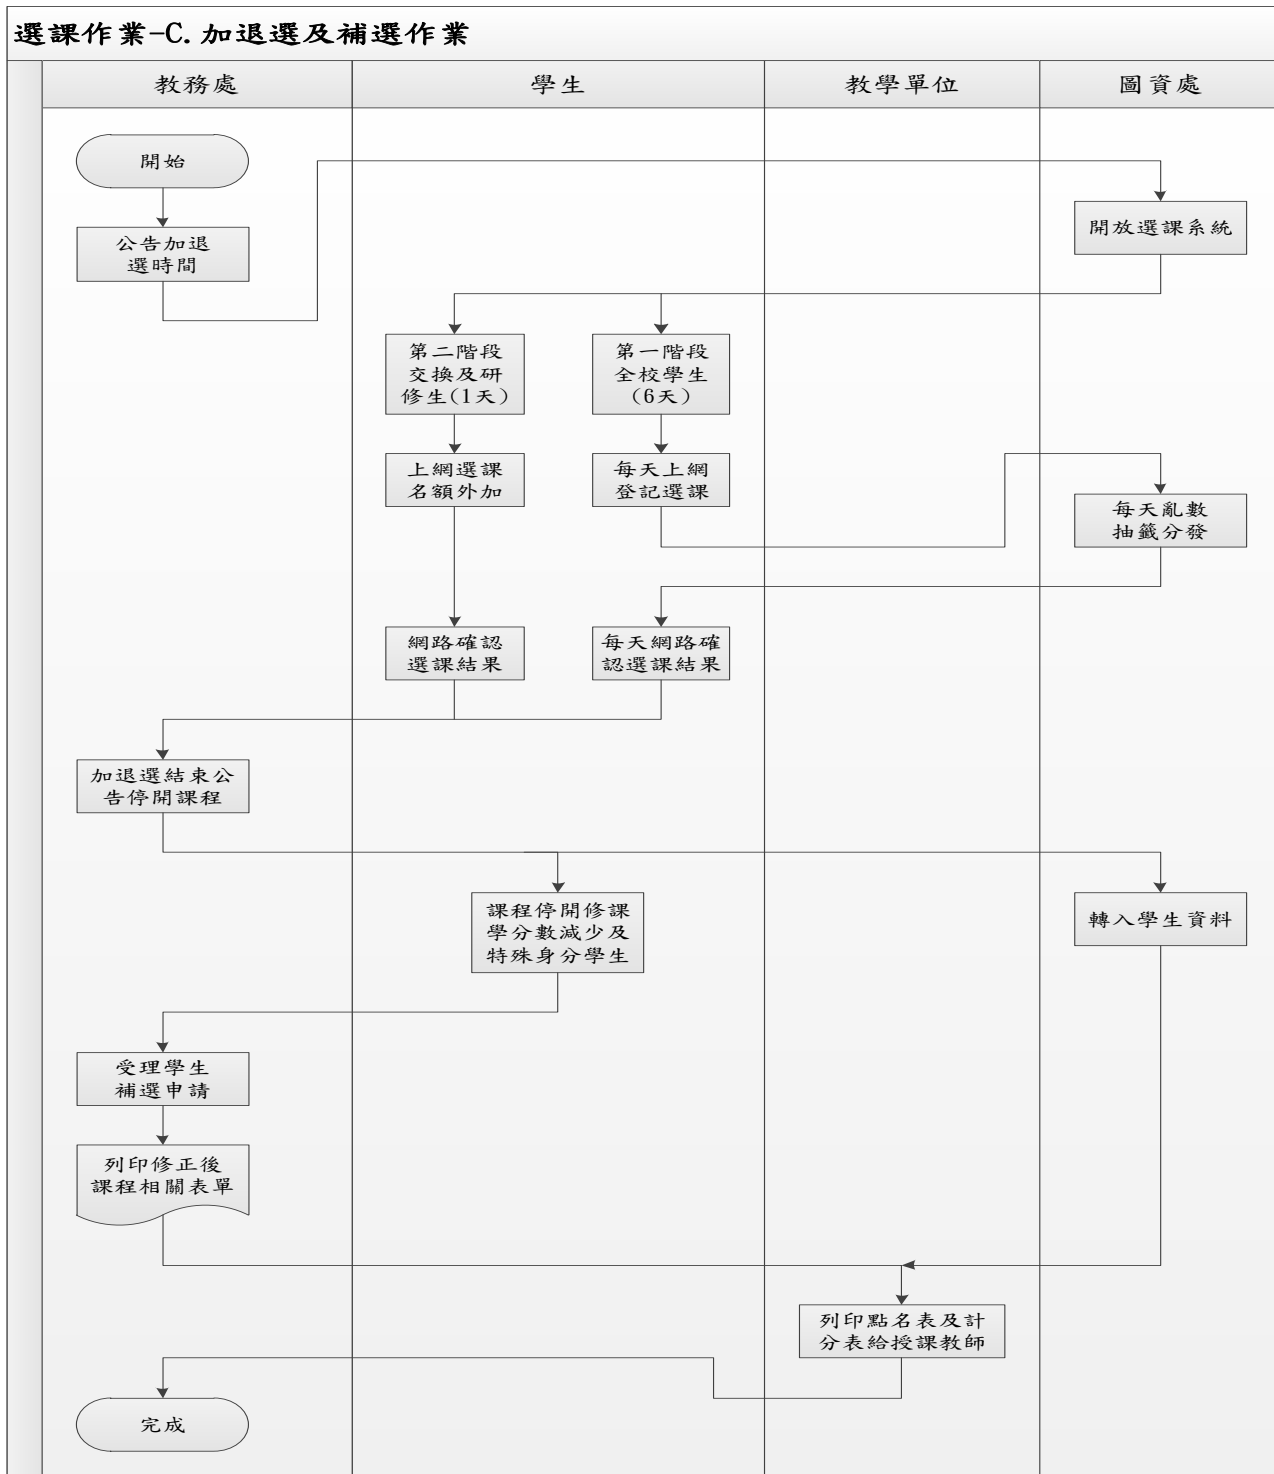 選課作業-C.加退選及補選作業
教務處
學生
教學單位
圖資處
開始
公告加退
選時間
開放選課系統
第二階段
交換及研
修生(1天)
第一階段
全校學生
(6天)
上網選課
名額外加
每天上網
登記選課
每天亂數
抽籤分發
網路確認
選課結果
每天網路確
認選課結果
加退選結束公
告停開課程
課程停開修課
學分數減少及
特殊身分學生
轉入學生資料
受理學生
補選申請
列印修正後
課程相關表單
列印點名表及計
分表給授課教師
完成